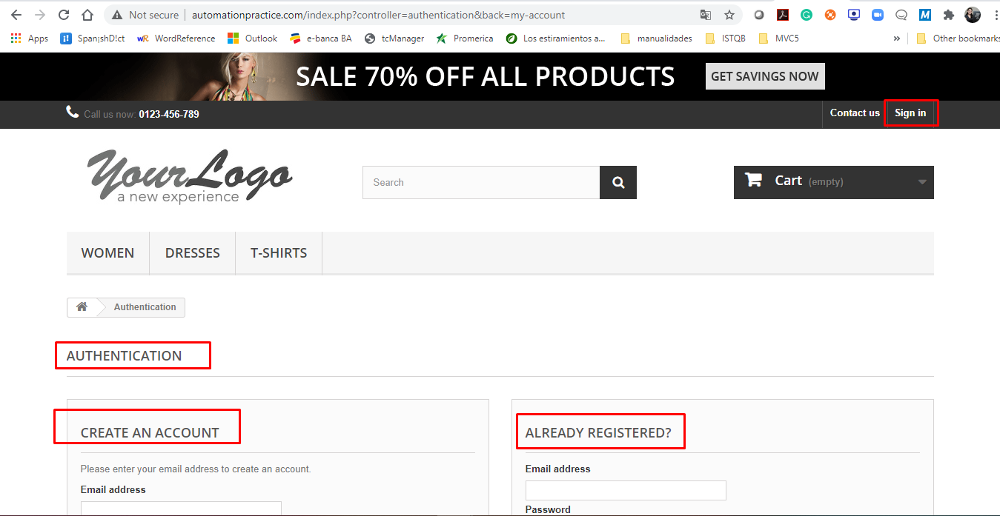 Not secure automationpractice.com/index.php?controller=authentication&back=my-account
Apps Span¡shD!ct WordReference Outlook e-banca BA tcManager Promerica Los estiramientos a... manualidades ISTQB MVC5 » Other bookmarks
SALE 70% OFF ALL PRODUCTS GET SAVINGS NOW
Call us now: 0123-456-789 Contact us Sign in
YourLogo
a new experience
Search Cart (empty)
WOMEN DRESSES T-SHIRTS
Authentication
AUTHENTICATION
CREATE AN ACCOUNT
Please enter your email address to create an account.
Email address
ALREADY REGISTERED?
Email address
Password